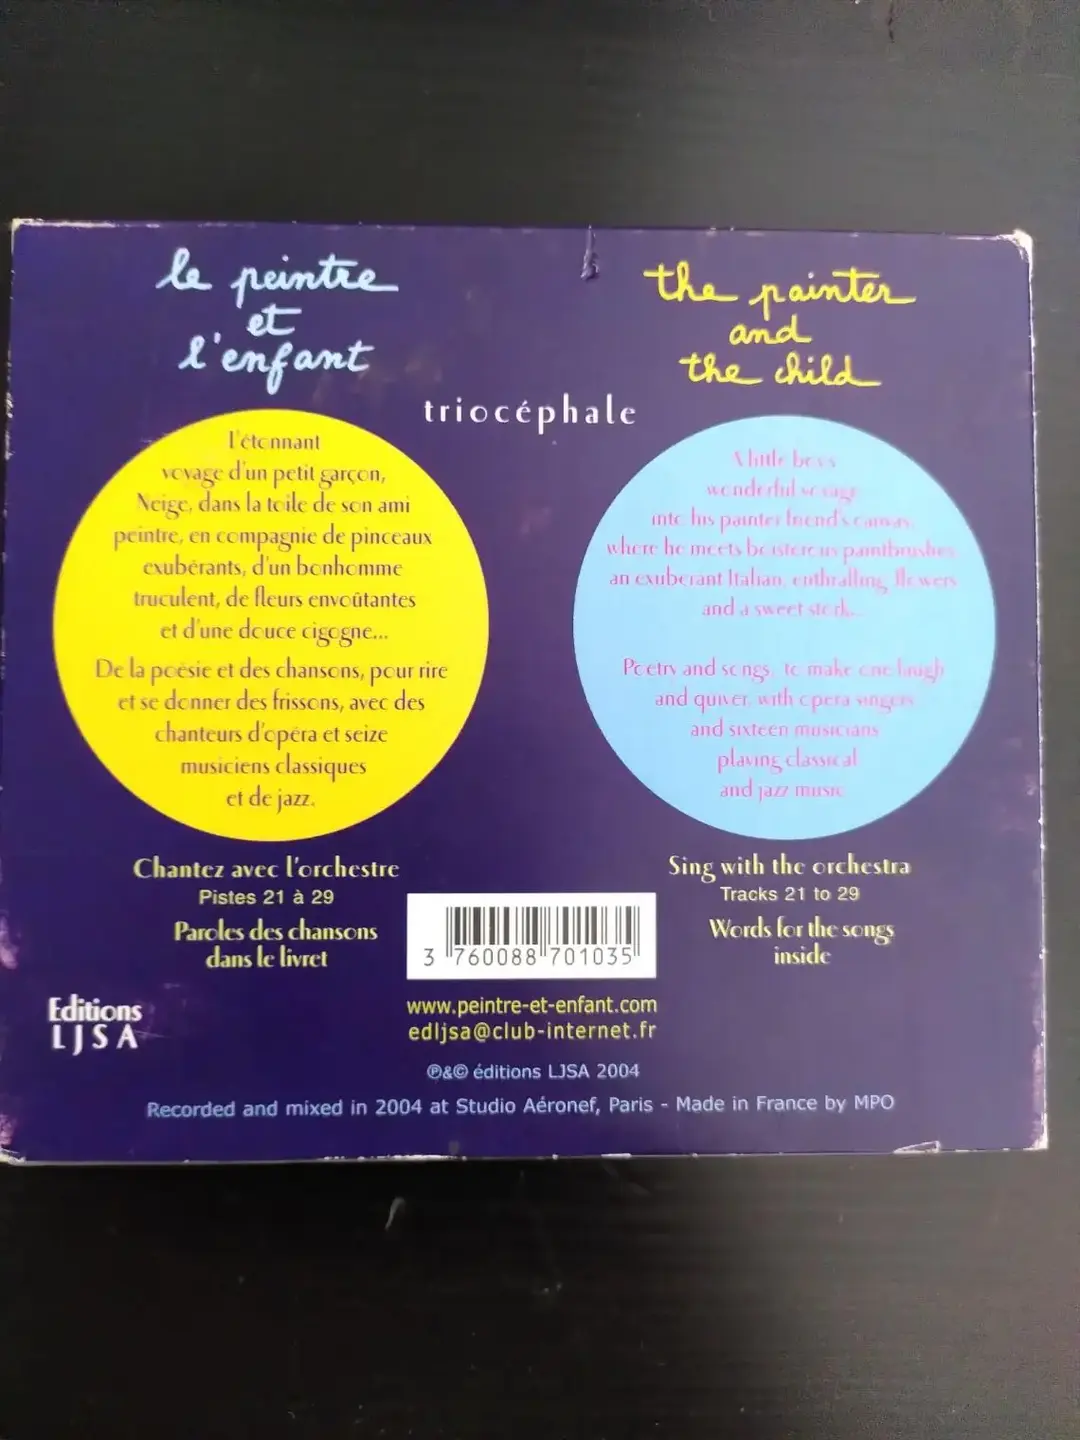 le peintre
et
l'enfant
the painter
and
the child
triocéphale
L'étonnant
voyage d'un petit garçon,
Neige, dans la toile de son ami
peintre, en compagnie de pinceaux
exubérants, d'un bonhomme
truculent, de fleurs envoûtantes
et d'une douce cigogne...
De la poésie et des chansons, pour rire
et se donner des frissons, avec des
chanteurs d'opéra et seize
musiciens classiques
et de jazz.
A little boy's
wonderful voyage
into his painter friend's canvas,
where he meets boisterous paintbrushes,
an exuberant Italian, enthralling flowers
and a sweet stork...
Poetry and songs, to make one laugh
and quiver, with opera singers
and sixteen musicians
playing classical
and jazz music
Chantez avec l'orchestre
Pistes 21 à 29
Paroles des chansons
dans le livret
Sing with the orchestra
Tracks 21 to 29
Words for the songs
inside
3 760088 701035
Editions
LJSA
www.peintre-et-enfant.com
edljsa@club-internet.fr
℗&© éditions LJSA 2004
Recorded and mixed in 2004 at Studio Aéronef, Paris - Made in France by MPO